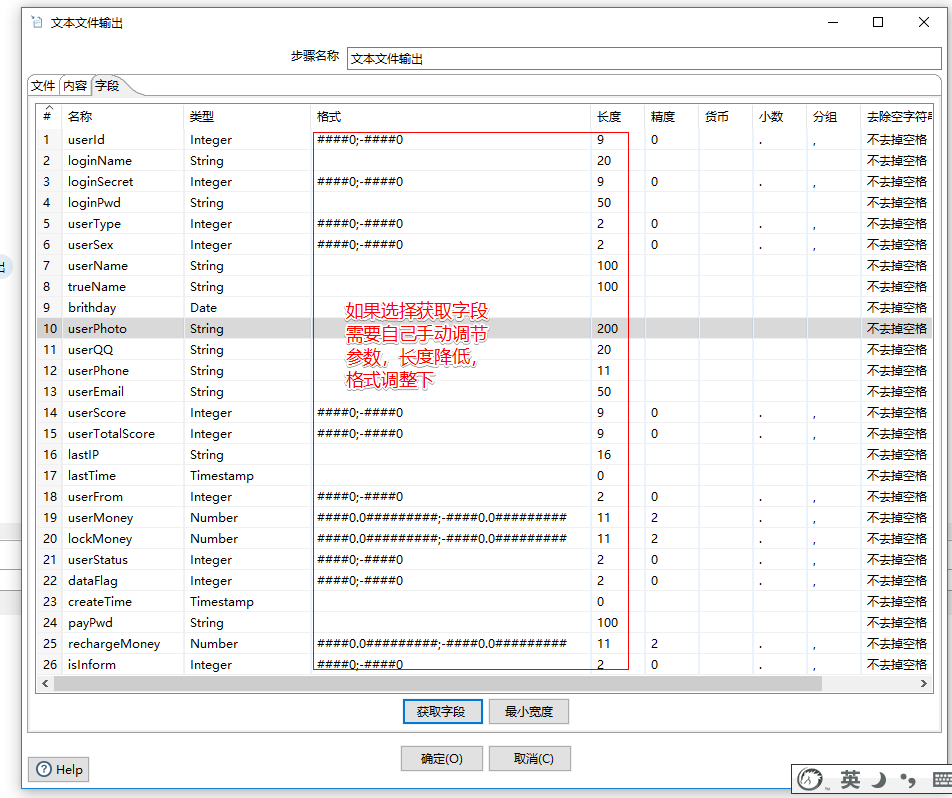 文本文件输出
步骤名称 文本文件输出
文件 内容 字段
# 名称 类型 格式 长度 精度 货币 小数 分组 去除空字符串
1 userId Integer ####0;-####0 9 0 . , 不去掉空格
2 loginName String 20 不去掉空格
3 loginSecret Integer ####0;-####0 9 0 . , 不去掉空格
4 loginPwd String 50 不去掉空格
5 userType Integer ####0;-####0 2 0 . , 不去掉空格
6 userSex Integer ####0;-####0 2 0 . , 不去掉空格
7 userName String 100 不去掉空格
8 trueName String 100 不去掉空格
9 brithday Date 不去掉空格
10 userPhoto String 200 不去掉空格
11 userQQ String 20 不去掉空格
12 userPhone String 11 不去掉空格
13 userEmail String 50 不去掉空格
14 userScore Integer ####0;-####0 9 0 . , 不去掉空格
15 userTotalScore Integer ####0;-####0 9 0 . , 不去掉空格
16 lastIP String 16 不去掉空格
17 lastTime Timestamp 0 不去掉空格
18 userFrom Integer ####0;-####0 2 0 . , 不去掉空格
19 userMoney Number ####0.0#########;-####0.0######### 11 2 . , 不去掉空格
20 lockMoney Number ####0.0#########;-####0.0######### 11 2 . , 不去掉空格
21 userStatus Integer ####0;-####0 2 0 . , 不去掉空格
22 dataFlag Integer ####0;-####0 2 0 . , 不去掉空格
23 createTime Timestamp 0 不去掉空格
24 payPwd String 100 不去掉空格
25 rechargeMoney Number ####0.0#########;-####0.0######### 11 2 . , 不去掉空格
26 isInform Integer ####0;-####0 2 0 . , 不去掉空格
如果选择获取字段
需要自己手动调节
参数，长度降低，
格式调整下
获取字段 最小宽度
确定(O) 取消(C)
Help
英
出